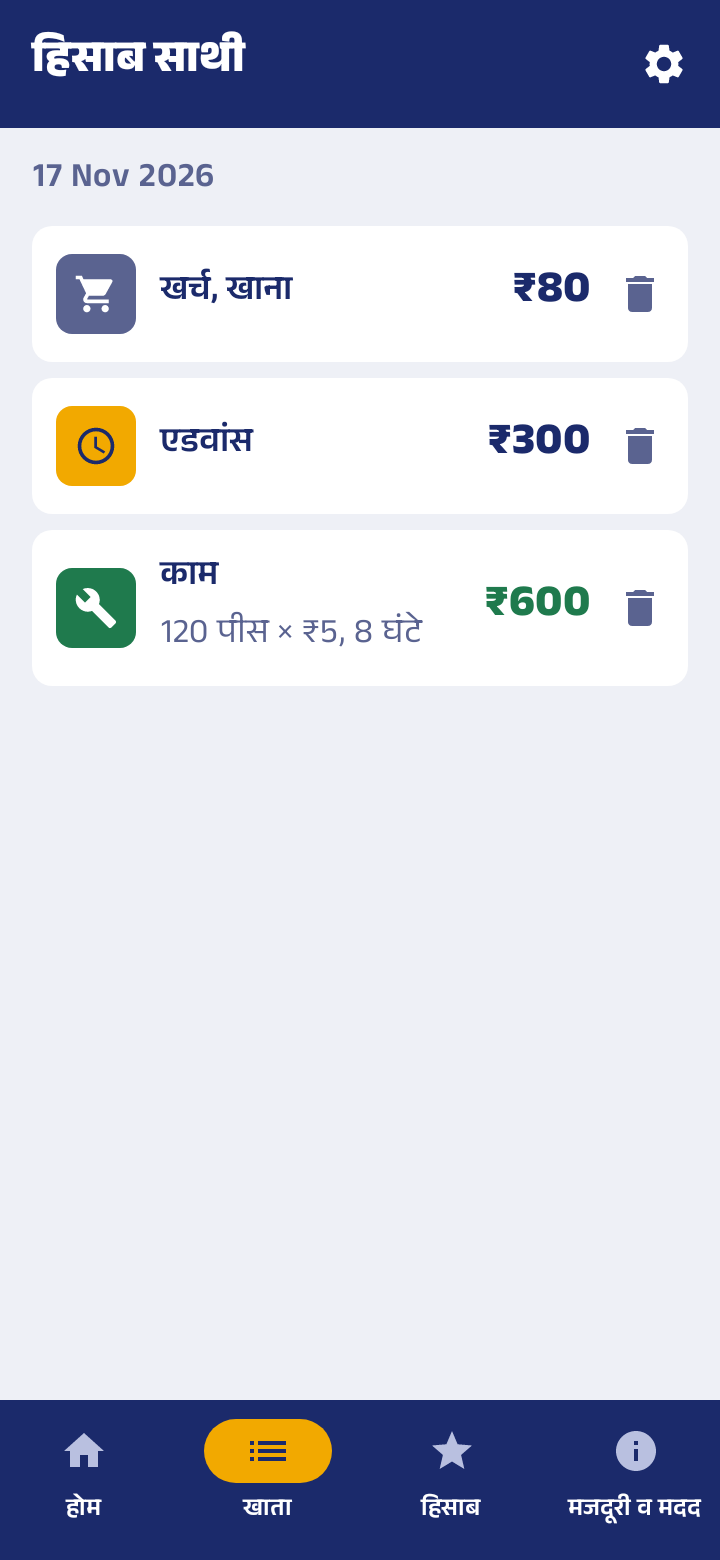 हिसाब साथी
17 Nov 2026
खर्च, खाना
₹80
एडवांस
₹300
काम
120 पीस × ₹5, 8 घंटे
₹600
होम
खाता
हिसाब
मजदूरी व मदद